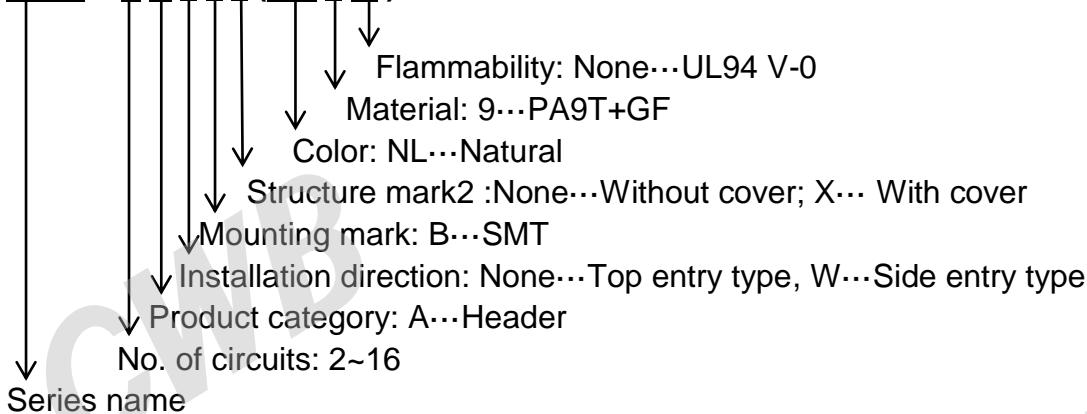 Flammability: None···UL94 V-0
Material: 9···PA9T+GF
Color: NL···Natural
Structure mark2 :None···Without cover; X··· With cover
Mounting mark: B···SMT
Installation direction: None···Top entry type, W···Side entry type
Product category: A···Header
No. of circuits: 2~16
Series name
CWB